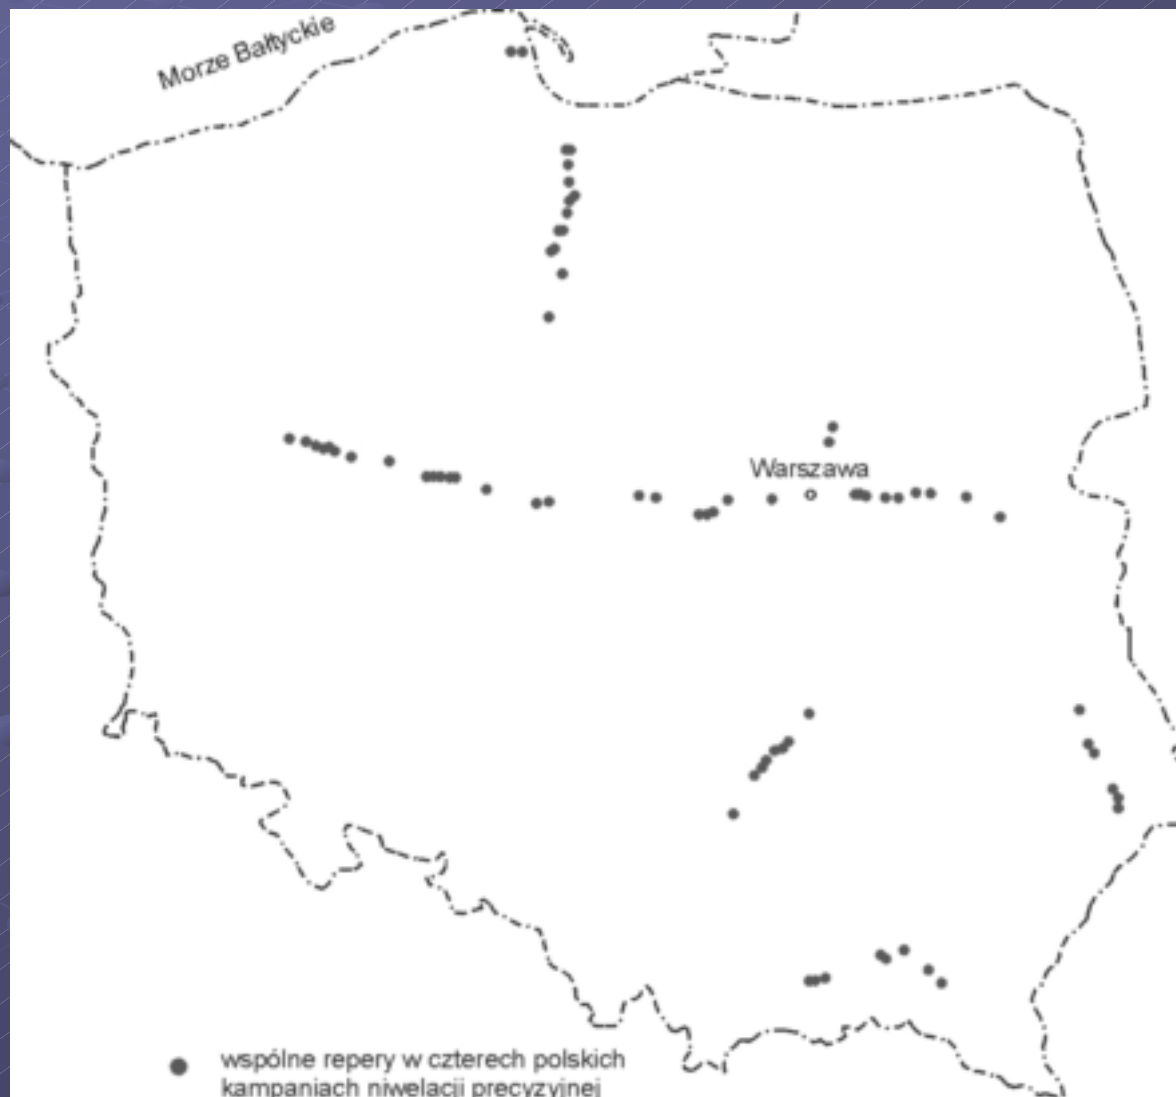 Morze Bałtyckie
Warszawa
wspólne repery w czterech polskich
kampaniach niwelacji precyzyjnej